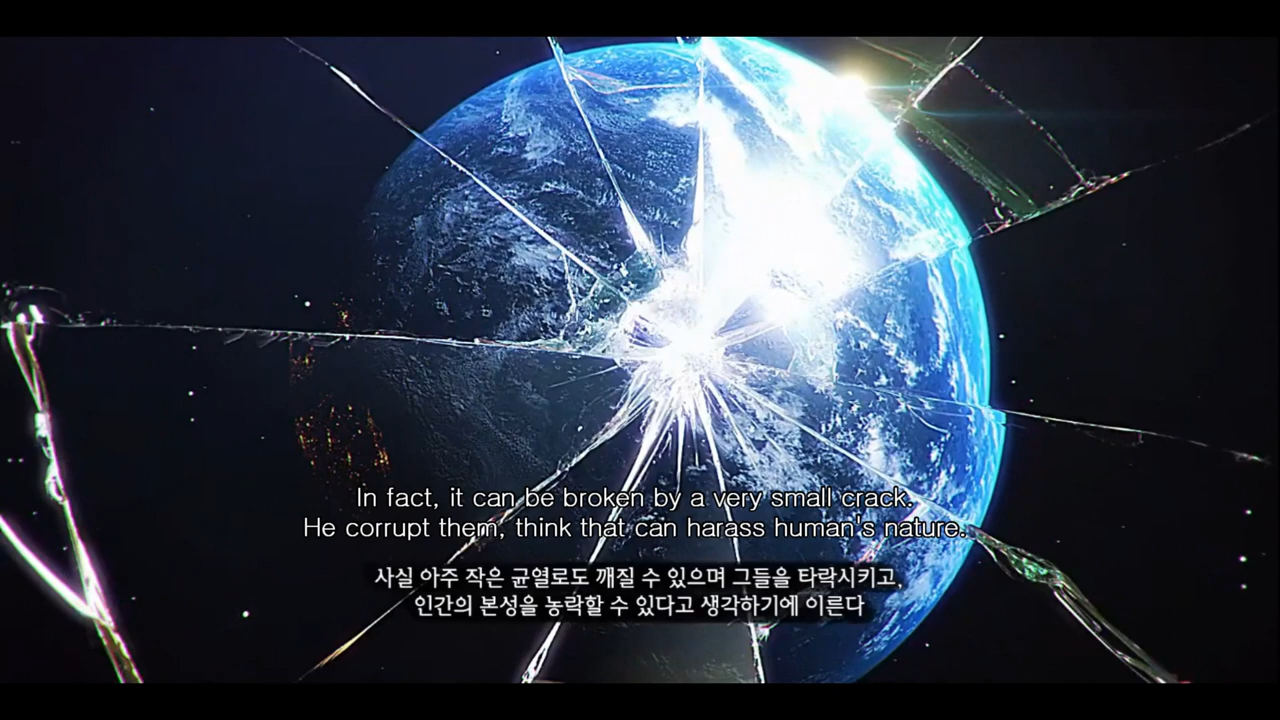 In fact, it can be broken by a very small crack.
He corrupt them, think that can harass human's nature.
사실 아주 작은 균열로도 깨질 수 있으며 그들을 타락시키고,
인간의 본성을 농락할 수 있다고 생각하기에 이른다